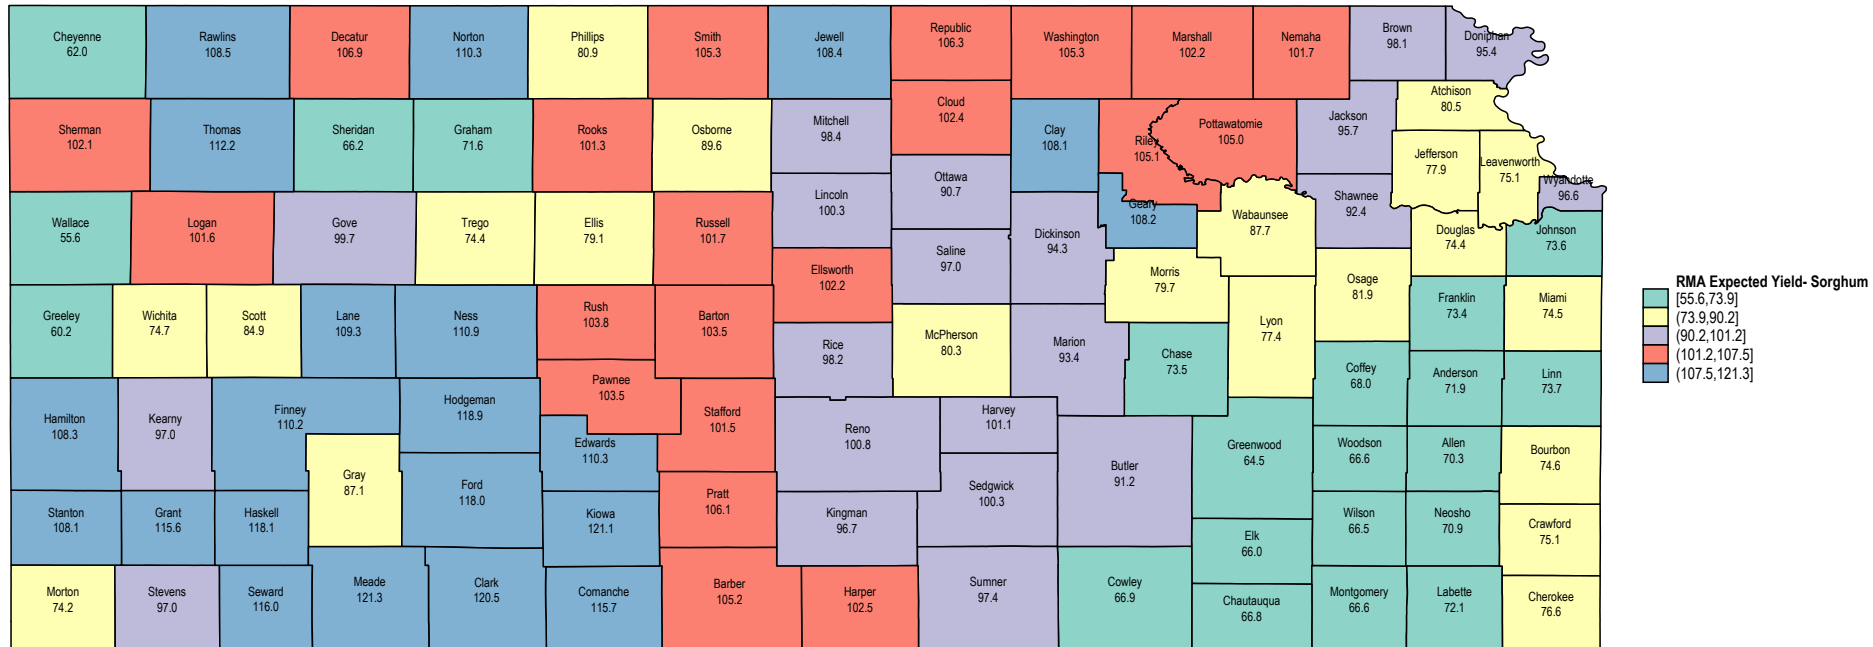 Cheyenne
62.0
Rawlins
108.5
Decatur
106.9
Norton
110.3
Phillips
80.9
Smith
105.3
Jewell
108.4
Republic
106.3
Washington
105.3
Marshall
102.2
Nemaha
101.7
Brown
98.1
Doniphan
95.4
Atchison
80.5
Sherman
102.1
Thomas
112.2
Sheridan
66.2
Graham
71.6
Rooks
101.3
Osborne
89.6
Mitchell
98.4
Cloud
102.4
Clay
108.1
Riley
105.1
Pottawatomie
105.0
Jackson
95.7
Jefferson
77.9
Leavenworth
75.1
Wyandotte
96.6
Wallace
55.6
Logan
101.6
Gove
99.7
Trego
74.4
Ellis
79.1
Russell
101.7
Lincoln
100.3
Ottawa
90.7
Saline
97.0
Dickinson
94.3
Geary
108.2
Wabaunsee
87.7
Shawnee
92.4
Douglas
74.4
Johnson
73.6
Ellsworth
102.2
Morris
79.7
Osage
81.9
Greeley
60.2
Wichita
74.7
Scott
84.9
Lane
109.3
Ness
110.9
Rush
103.8
Barton
103.5
Rice
98.2
McPherson
80.3
Marion
93.4
Chase
73.5
Lyon
77.4
Franklin
73.4
Miami
74.5
Coffey
68.0
Anderson
71.9
Linn
73.7
Hamilton
108.3
Kearny
97.0
Finney
110.2
Hodgeman
118.9
Pawnee
103.5
Stafford
101.5
Edwards
110.3
Reno
100.8
Harvey
101.1
Butler
91.2
Greenwood
64.5
Woodson
66.6
Allen
70.3
Bourbon
74.6
Gray
87.1
Ford
118.0
Sedgwick
100.3
Stanton
108.1
Grant
115.6
Haskell
118.1
Kiowa
121.1
Pratt
106.1
Kingman
96.7
Elk
66.0
Wilson
66.5
Neosho
70.9
Crawford
75.1
Morton
74.2
Stevens
97.0
Seward
116.0
Meade
121.3
Clark
120.5
Comanche
115.7
Barber
105.2
Harper
102.5
Sumner
97.4
Cowley
66.9
Chautauqua
66.8
Montgomery
66.6
Labette
72.1
Cherokee
76.6
RMA Expected Yield- Sorghum
[55.6,73.9]
(73.9,90.2]
(90.2,101.2]
(101.2,107.5]
(107.5,121.3]